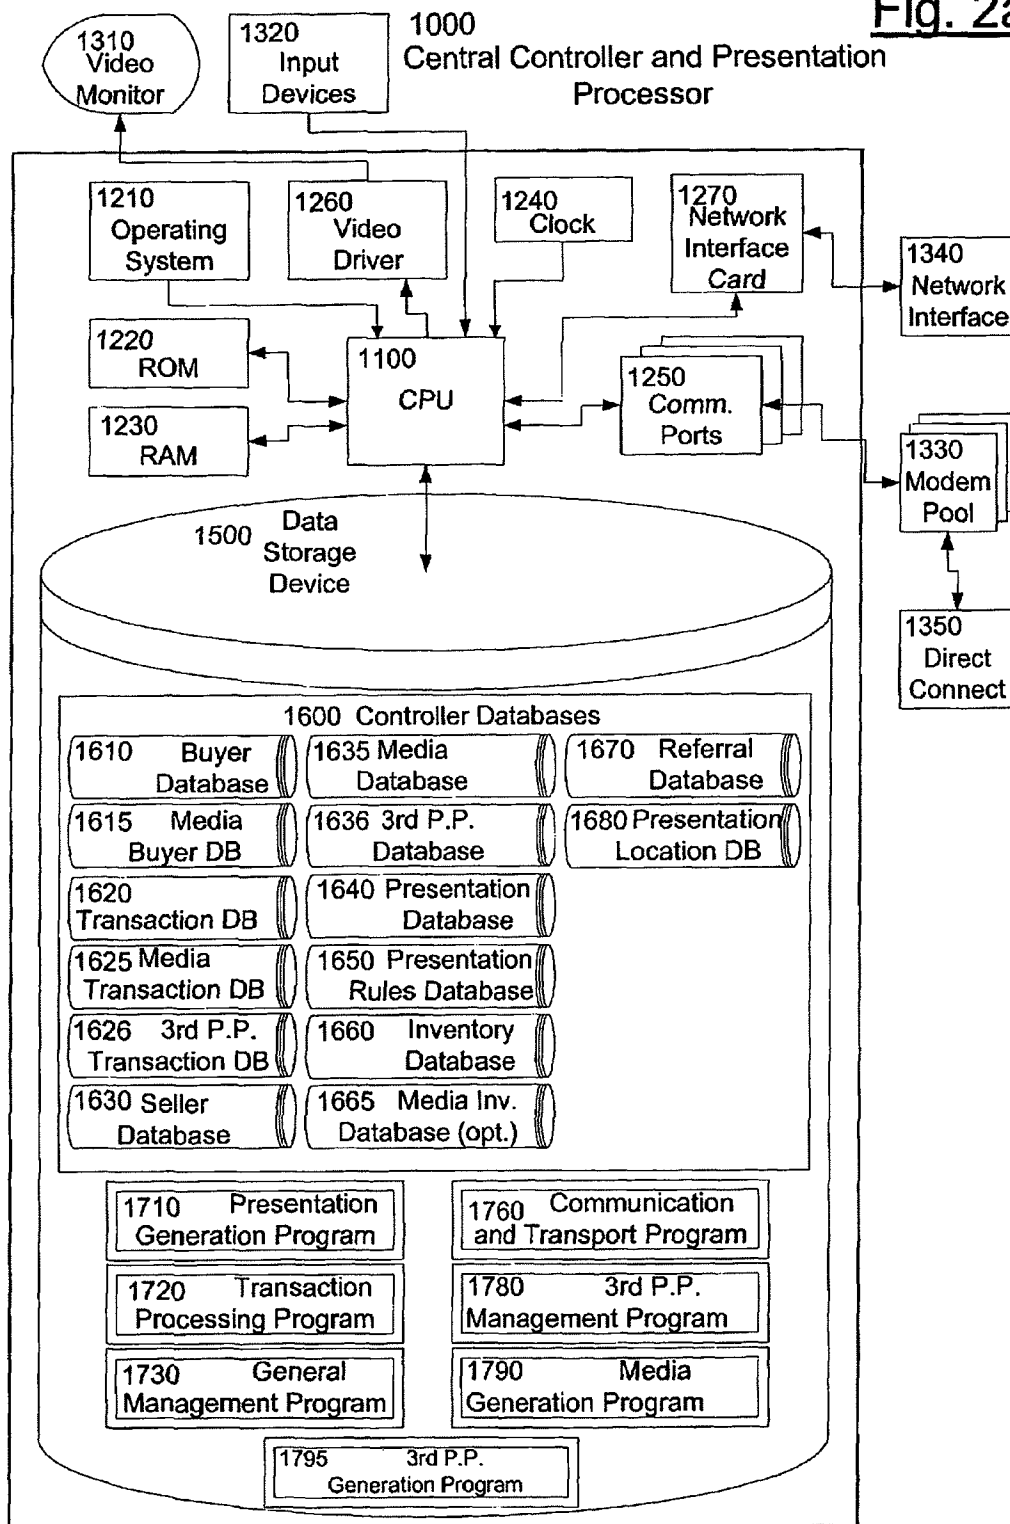 Fig. 2a
1310
Video
Monitor
1320
Input
Devices
1000
Central Controller and Presentation
Processor
1210
Operating
System
1260
Video
Driver
1240
Clock
1270
Network
Interface
Card
1340
Network
Interface
1220
ROM
1100
CPU
1250
Comm.
Ports
1230
RAM
1330
Modem
Pool
1500 Data
Storage
Device
1350
Direct
Connect
1600 Controller Databases
1610 Buyer
Database
1615 Media
Buyer DB
1620
Transaction DB
1625 Media
Transaction DB
1626 3rd P.P.
Transaction DB
1630 Seller
Database
1635 Media
Database
1636 3rd P.P.
Database
1640 Presentation
Database
1650 Presentation
Rules Database
1660 Inventory
Database
1665 Media Inv.
Database (opt.)
1670 Referral
Database
1680 Presentation
Location DB
1710 Presentation
Generation Program
1720 Transaction
Processing Program
1730 General
Management Program
1760 Communication
and Transport Program
1780 3rd P.P.
Management Program
1790 Media
Generation Program
1795 3rd P.P.
Generation Program